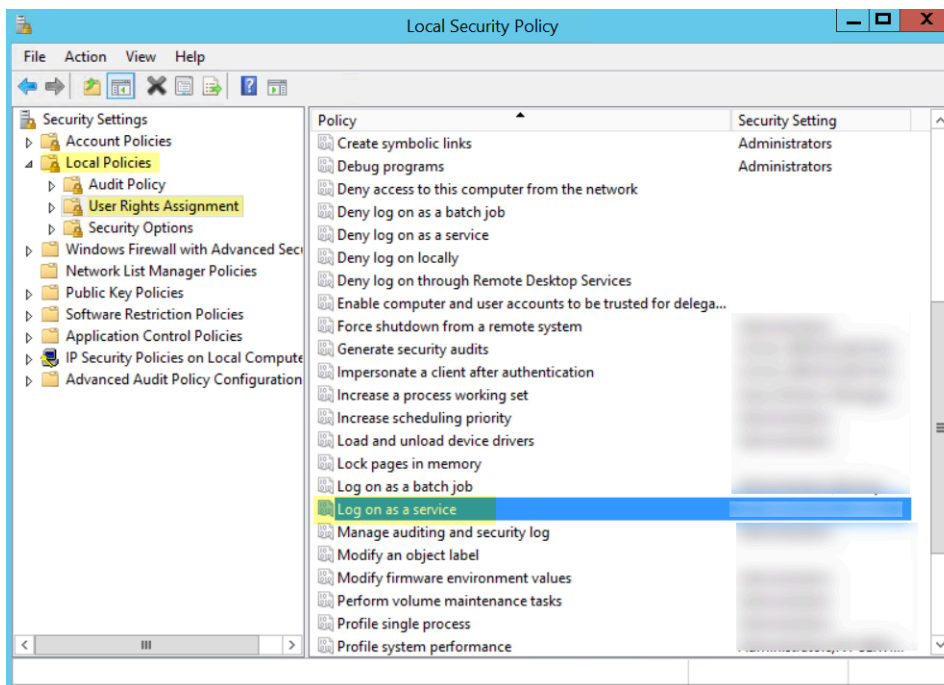 Local Security Policy
File Action View Help
Security Settings
Account Policies
Local Policies
Audit Policy
User Rights Assignment
Security Options
Windows Firewall with Advanced Secu
Network List Manager Policies
Public Key Policies
Software Restriction Policies
Application Control Policies
IP Security Policies on Local Compute
Advanced Audit Policy Configuration
Policy Security Setting
Create symbolic links Administrators
Debug programs Administrators
Deny access to this computer from the network
Deny log on as a batch job
Deny log on as a service
Deny log on locally
Deny log on through Remote Desktop Services
Enable computer and user accounts to be trusted for delega...
Force shutdown from a remote system
Generate security audits
Impersonate a client after authentication
Increase a process working set
Increase scheduling priority
Load and unload device drivers
Lock pages in memory
Log on as a batch job
Log on as a service
Manage auditing and security log
Modify an object label
Modify firmware environment values
Perform volume maintenance tasks
Profile single process
Profile system performance